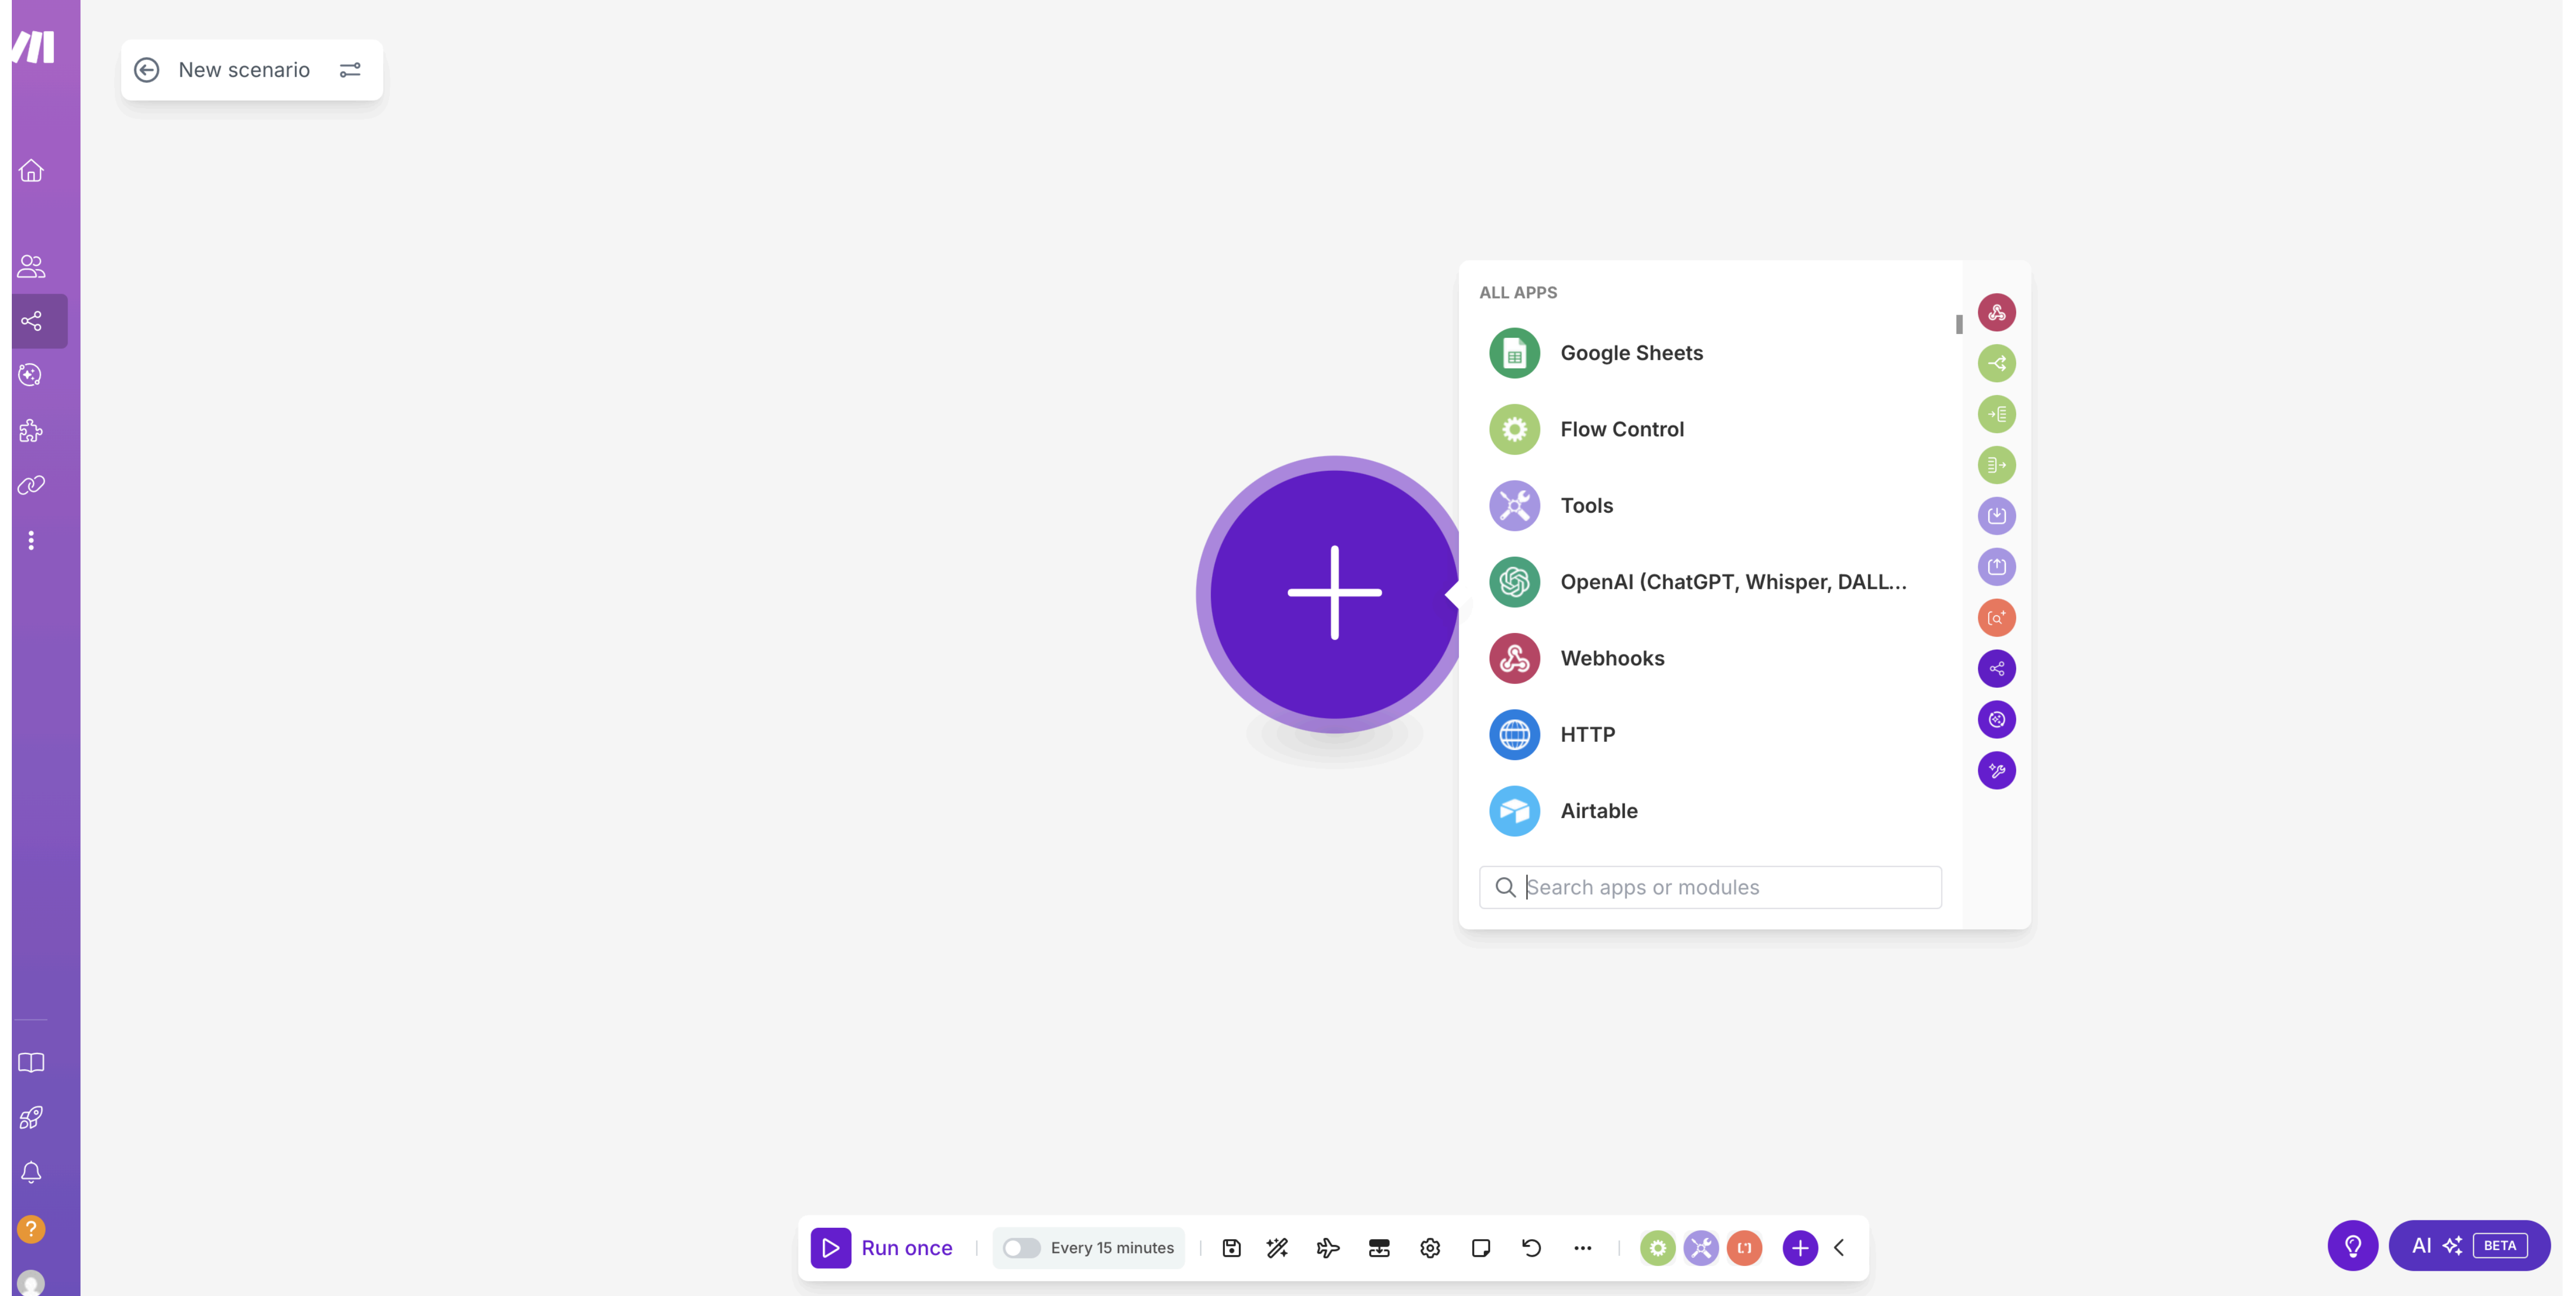 New scenario
ALL APPS
Google Sheets
Flow Control
Tools
OpenAI (ChatGPT, Whisper, DALL...
Webhooks
HTTP
Airtable
Search apps or modules
?
Run once
Every 15 minutes
AI BETA